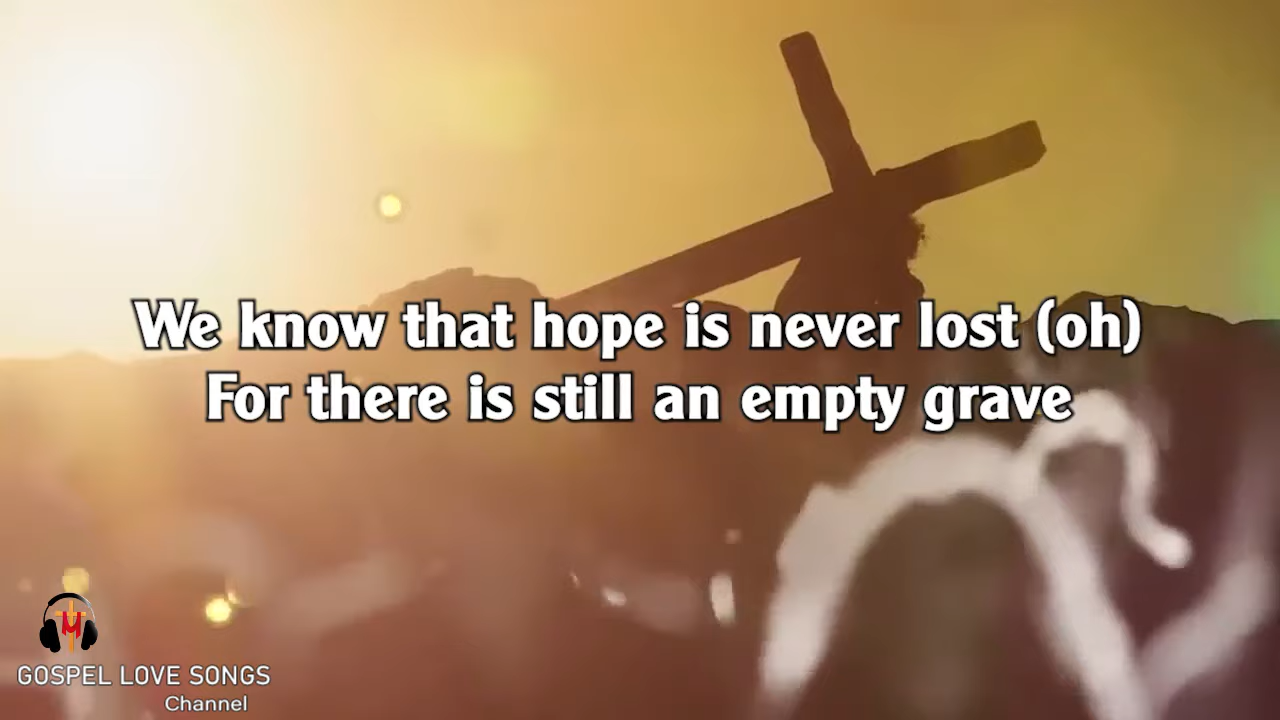 We know that hope is never lost (oh)
For there is still an empty grave
GOSPEL LOVE SONGS
Channel